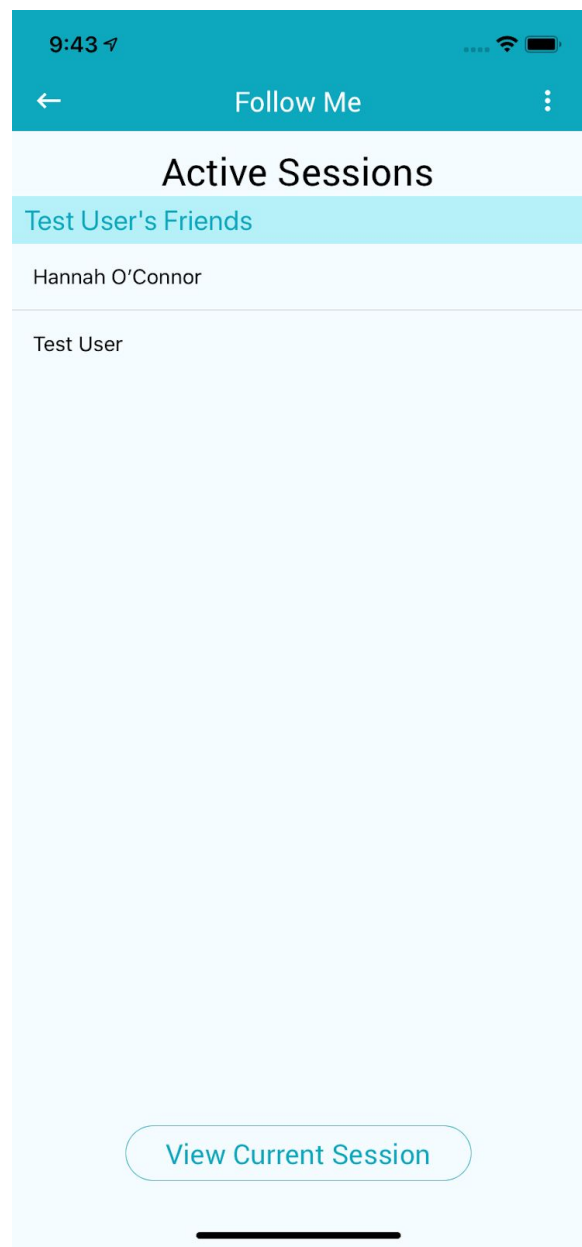 9:43
Follow Me
Active Sessions
Test User's Friends
Hannah O’Connor
Test User
View Current Session